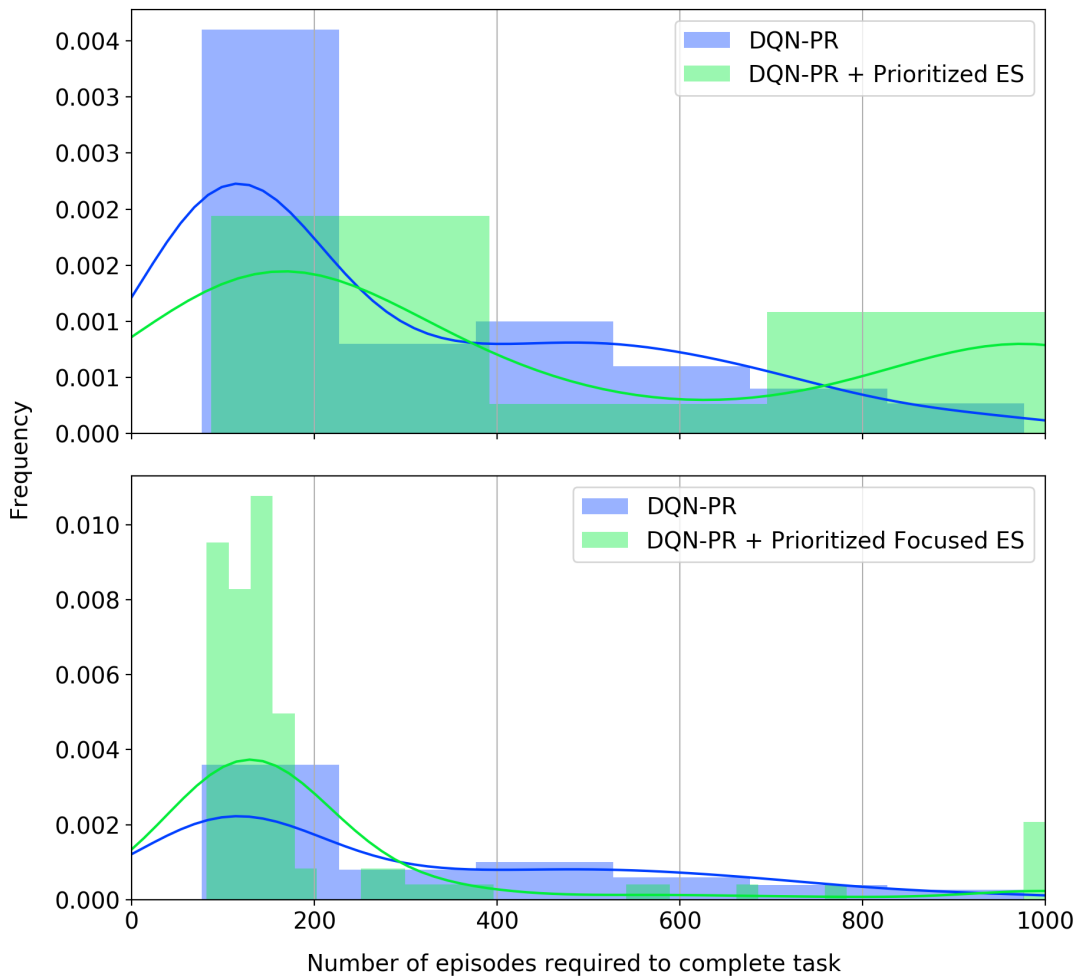 0.004
0.003
0.003
0.002
0.002
0.001
0.001
0.000
DQN-PR
DQN-PR + Prioritized ES
Frequency
0.010
0.008
0.006
0.004
0.002
0.000
DQN-PR
DQN-PR + Prioritized Focused ES
0 200 400 600 800 1000
Number of episodes required to complete task